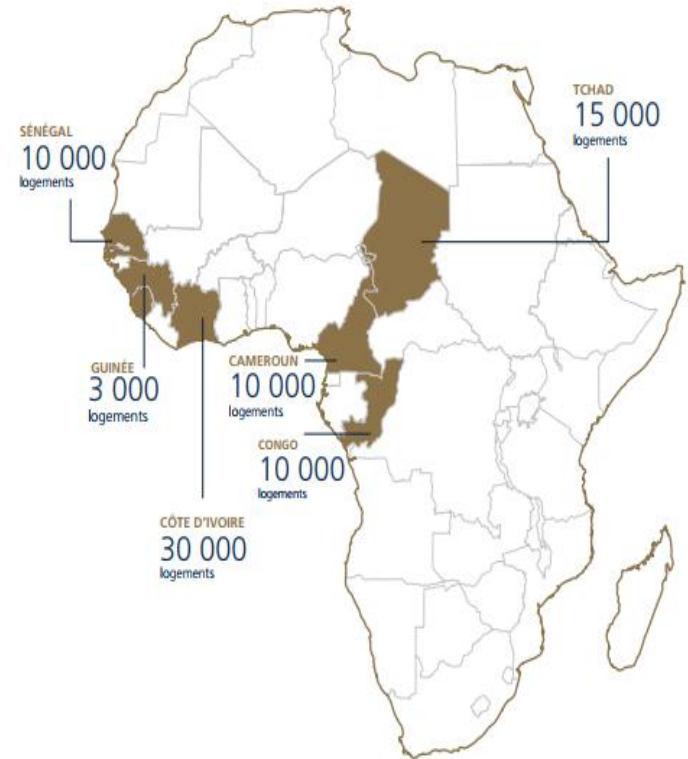 TCHAD
15 000
logements
SÉNÉGAL
10 000
logements
GUINÉE
3 000
logements
CAMEROUN
10 000
logements
CONGO
10 000
logements
CÔTE D'IVOIRE
30 000
logements